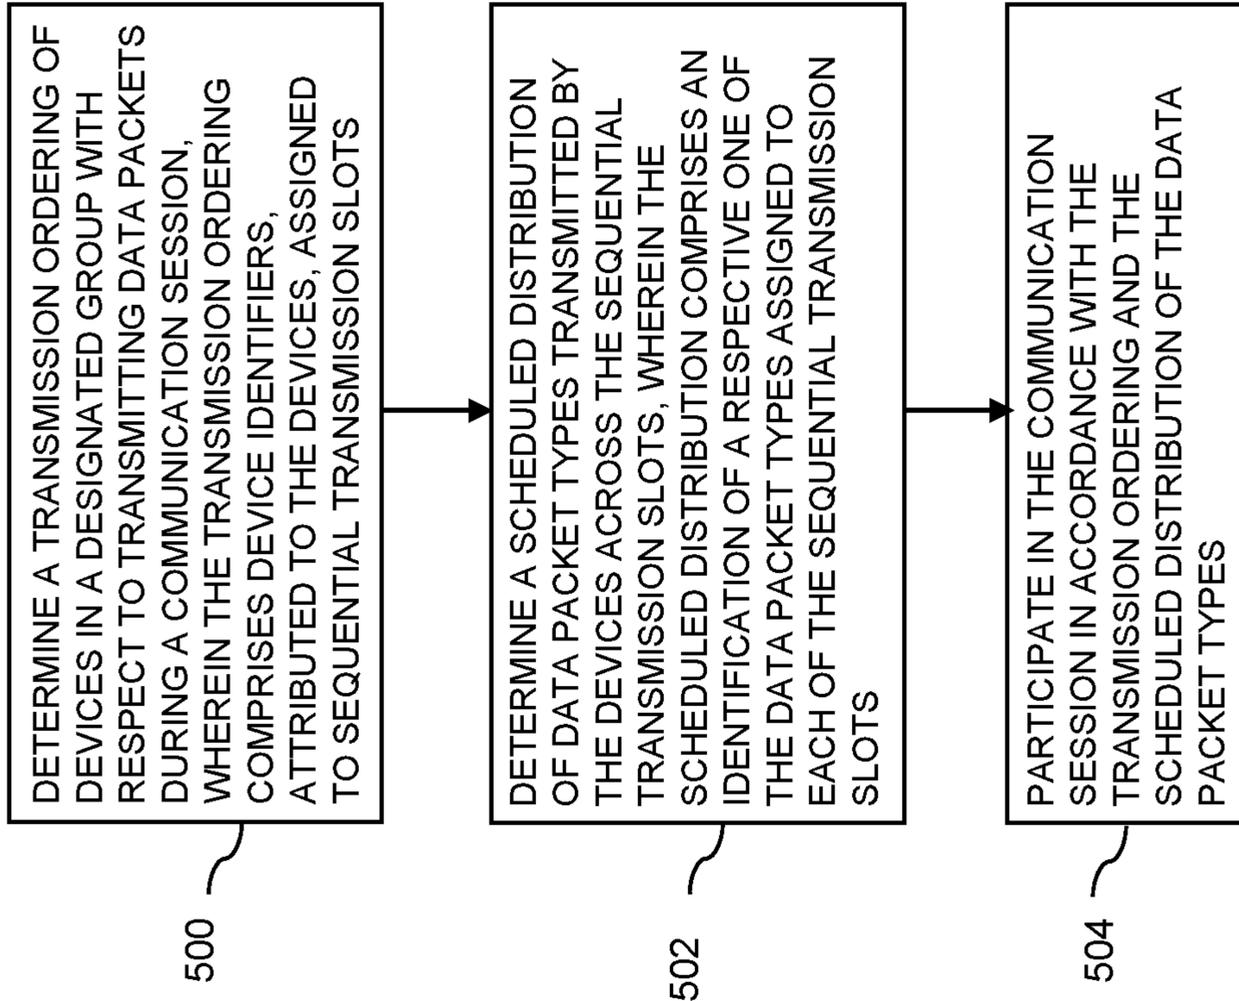 DETERMINE A TRANSMISSION ORDERING OF
DEVICES IN A DESIGNATED GROUP WITH
RESPECT TO TRANSMITTING DATA PACKETS
DURING A COMMUNICATION SESSION,
WHEREIN THE TRANSMISSION ORDERING
COMPRISES DEVICE IDENTIFIERS,
ATTRIBUTED TO THE DEVICES, ASSIGNED
TO SEQUENTIAL TRANSMISSION SLOTS
500
DETERMINE A SCHEDULED DISTRIBUTION
OF DATA PACKET TYPES TRANSMITTED BY
THE DEVICES ACROSS THE SEQUENTIAL
TRANSMISSION SLOTS, WHEREIN THE
SCHEDULED DISTRIBUTION COMPRISES AN
IDENTIFICATION OF A RESPECTIVE ONE OF
THE DATA PACKET TYPES ASSIGNED TO
EACH OF THE SEQUENTIAL TRANSMISSION
SLOTS
502
PARTICIPATE IN THE COMMUNICATION
SESSION IN ACCORDANCE WITH THE
TRANSMISSION ORDERING AND THE
SCHEDULED DISTRIBUTION OF THE DATA
PACKET TYPES
504